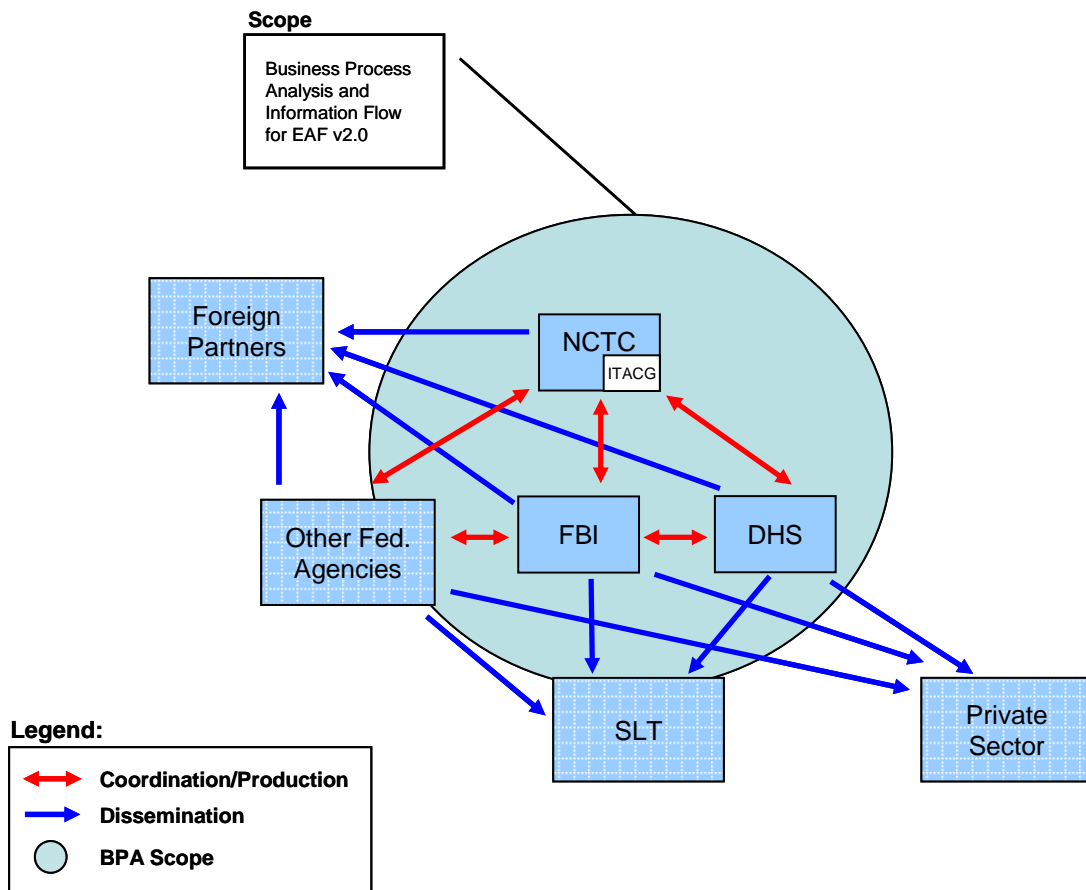 Scope
Business Process
Analysis and
Information Flow
for EAF v2.0
Foreign
Partners
NCTC
ITACG
Other Fed.
Agencies
FBI
DHS
SLT
Private
Sector
Legend:
Coordination/Production
Dissemination
BPA Scope